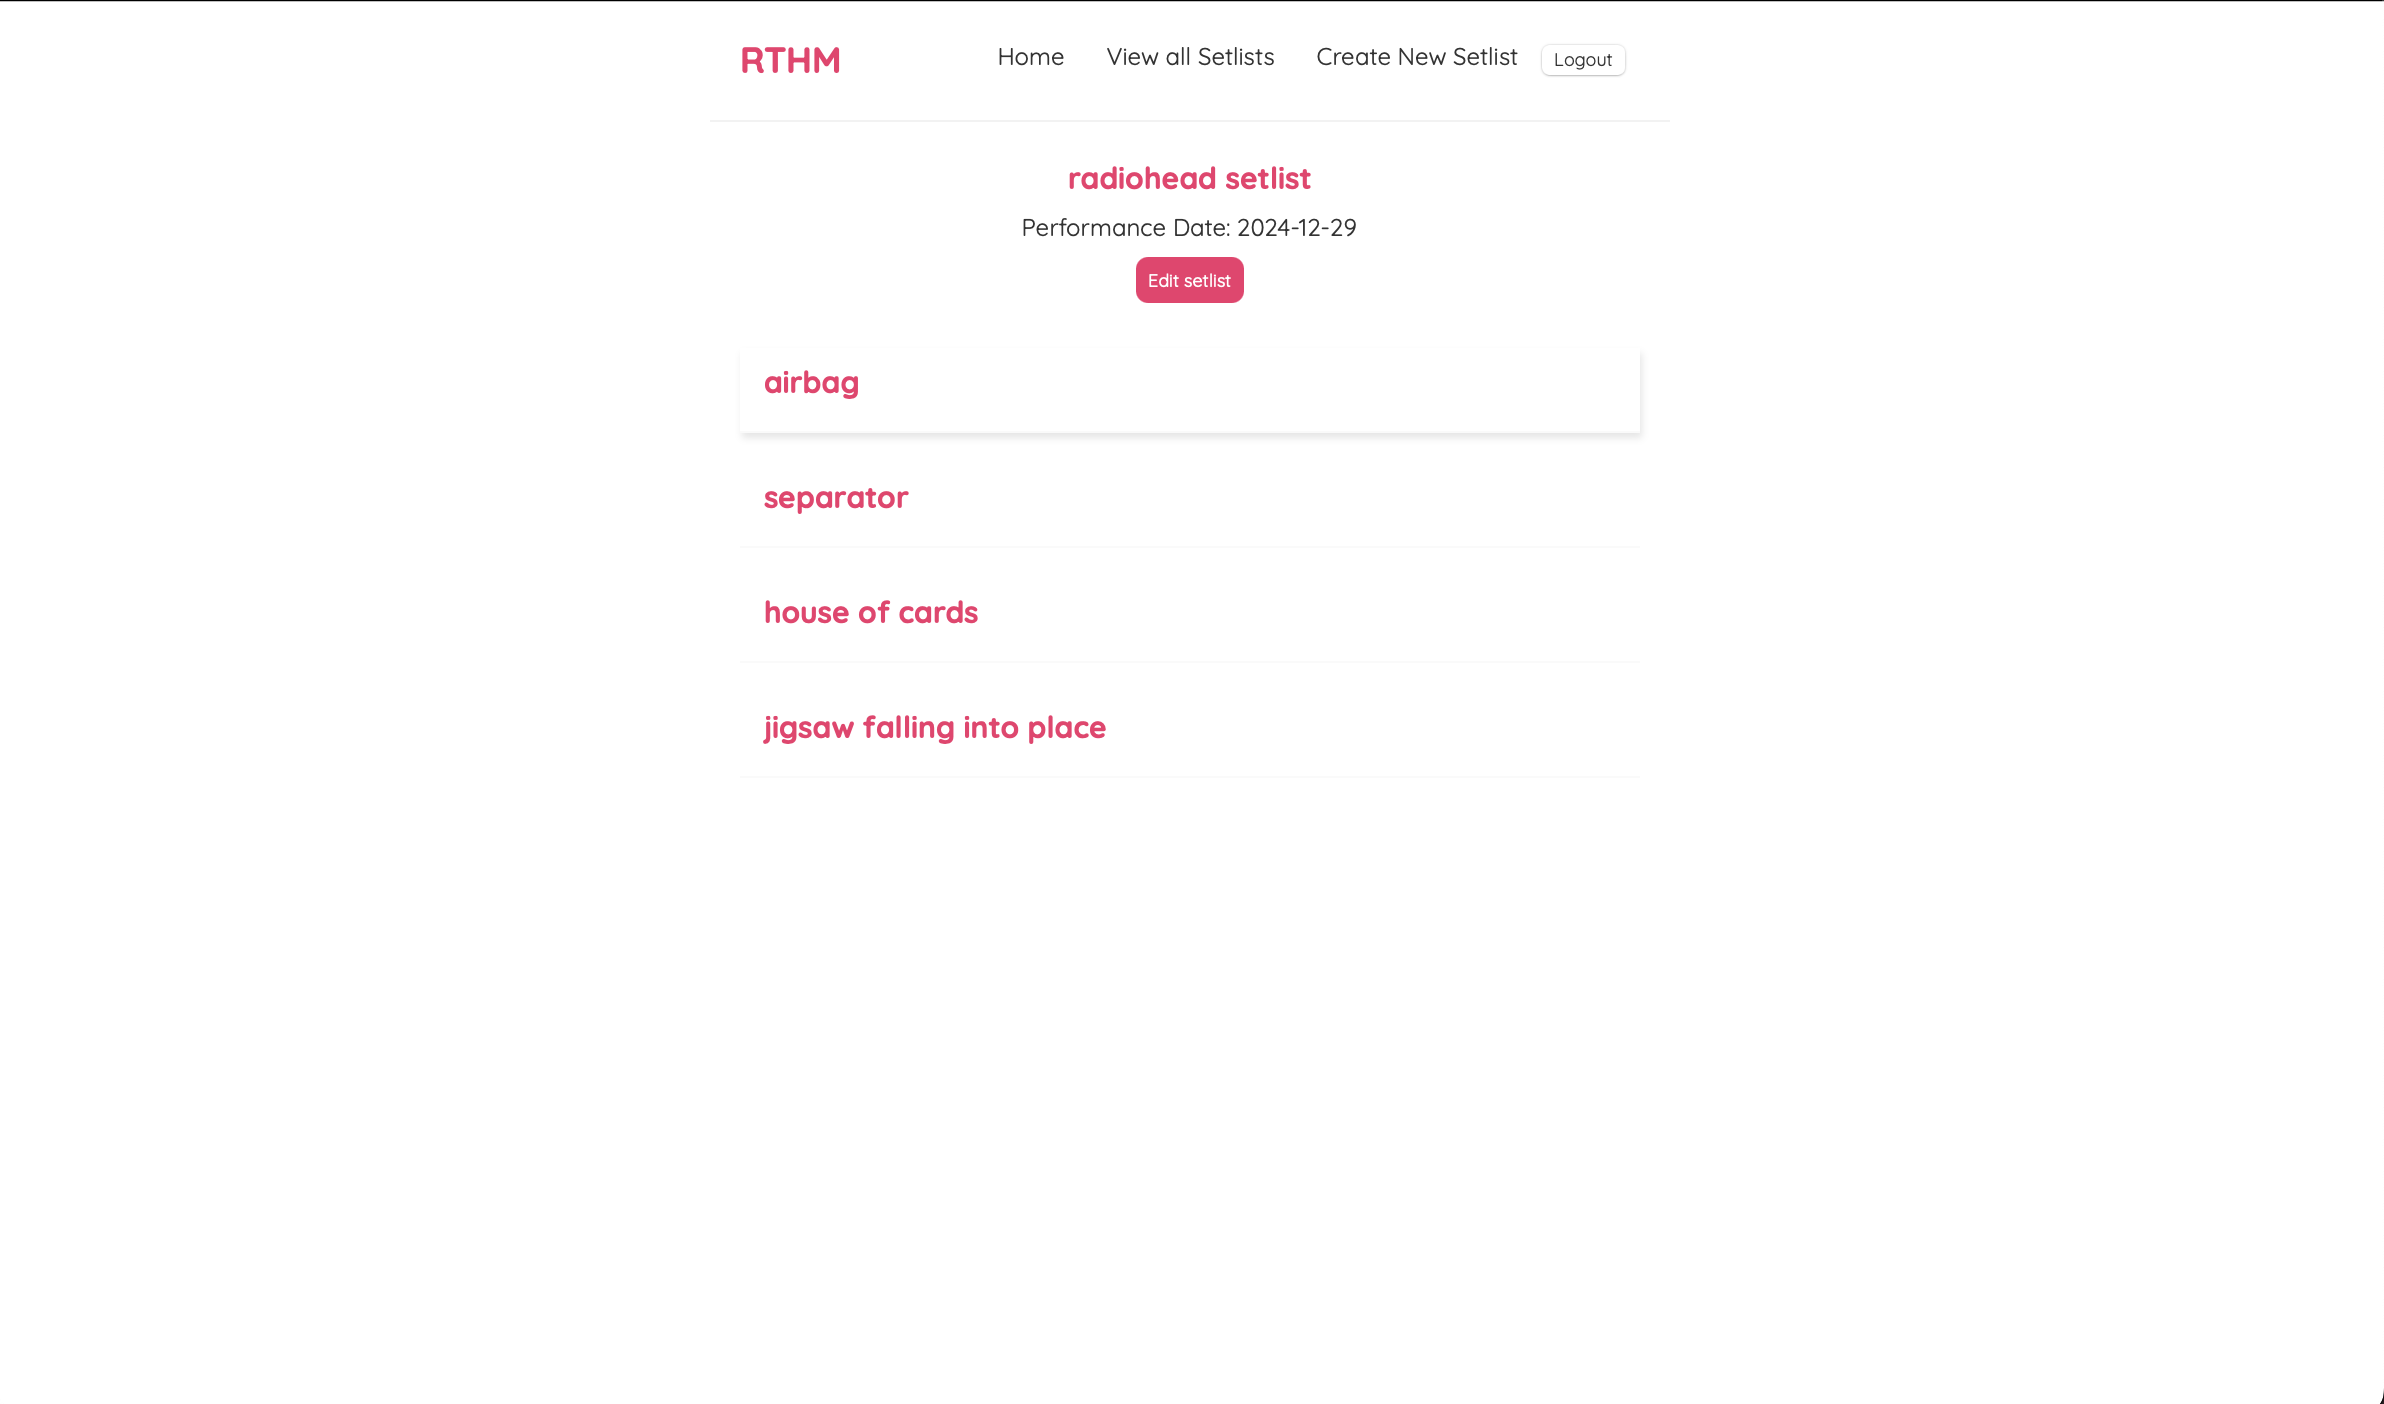 RTHM
Home
View all Setlists
Create New Setlist
Logout
radiohead setlist
Performance Date: 2024-12-29
Edit setlist
airbag
separator
house of cards
jigsaw falling into place